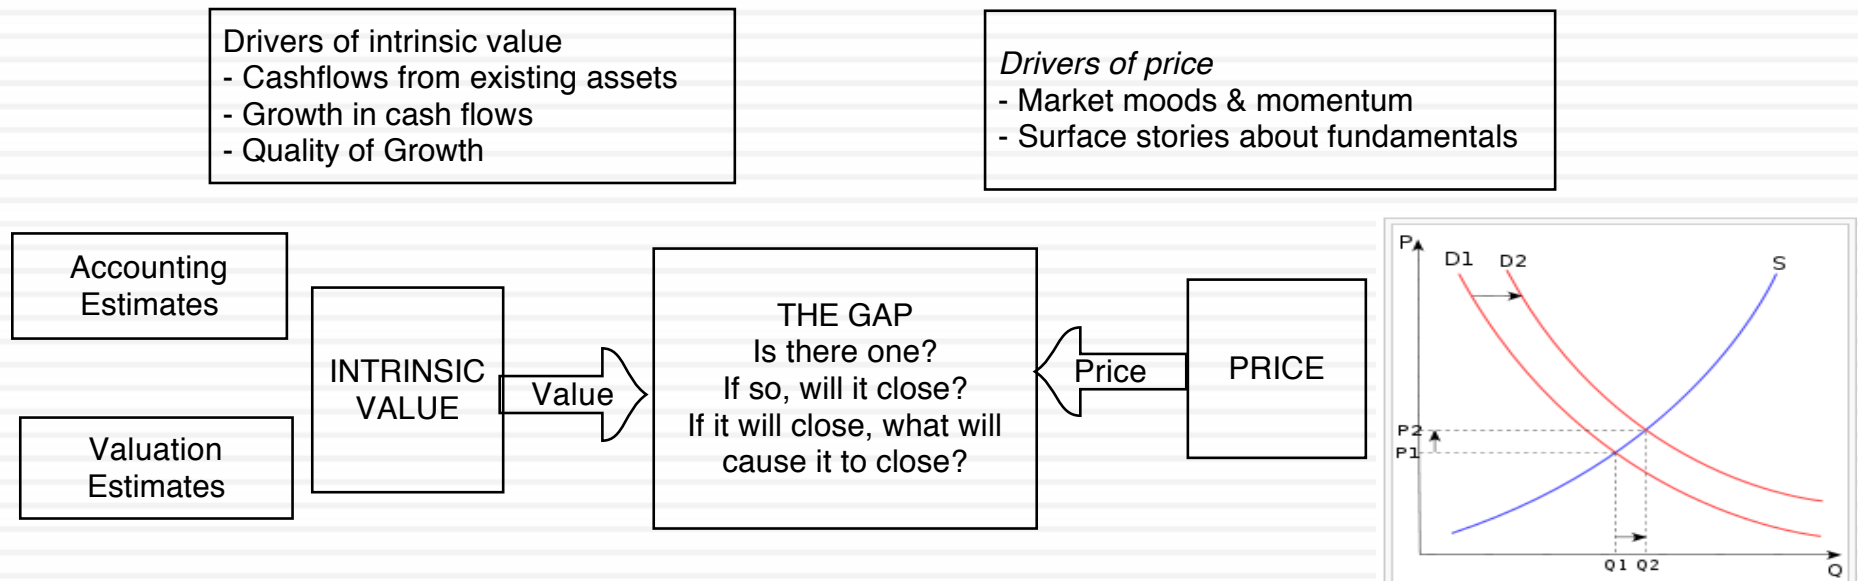 Drivers of intrinsic value
- Cashflows from existing assets
- Growth in cash flows
- Quality of Growth
Drivers of price
- Market moods & momentum
- Surface stories about fundamentals
Accounting
Estimates
Valuation
Estimates
INTRINSIC
VALUE
Value
THE GAP
Is there one?
If so, will it close?
If it will close, what will
cause it to close?
Price
PRICE
P
D1
D2
S
P2
P1
Q1
Q2
Q